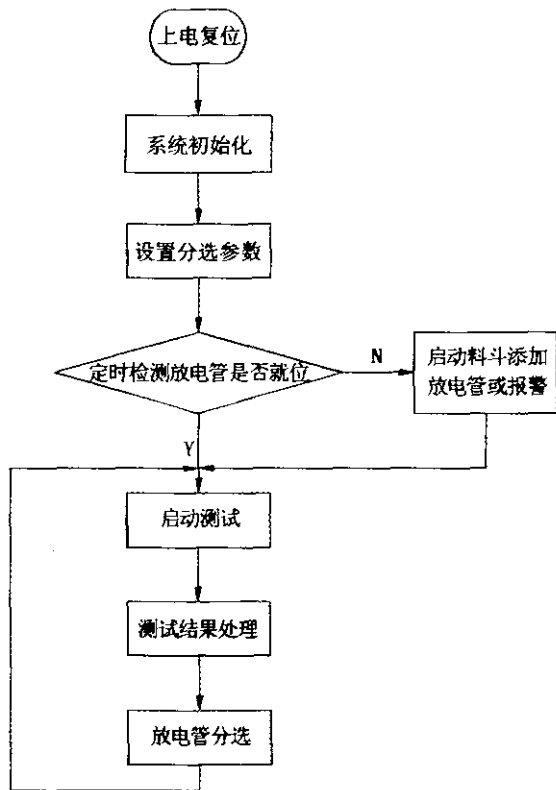 上电复位
系统初始化
设置分选参数
定时检测放电管是否就位
N
启动料斗添加
放电管或报警
Y
启动测试
测试结果处理
放电管分选